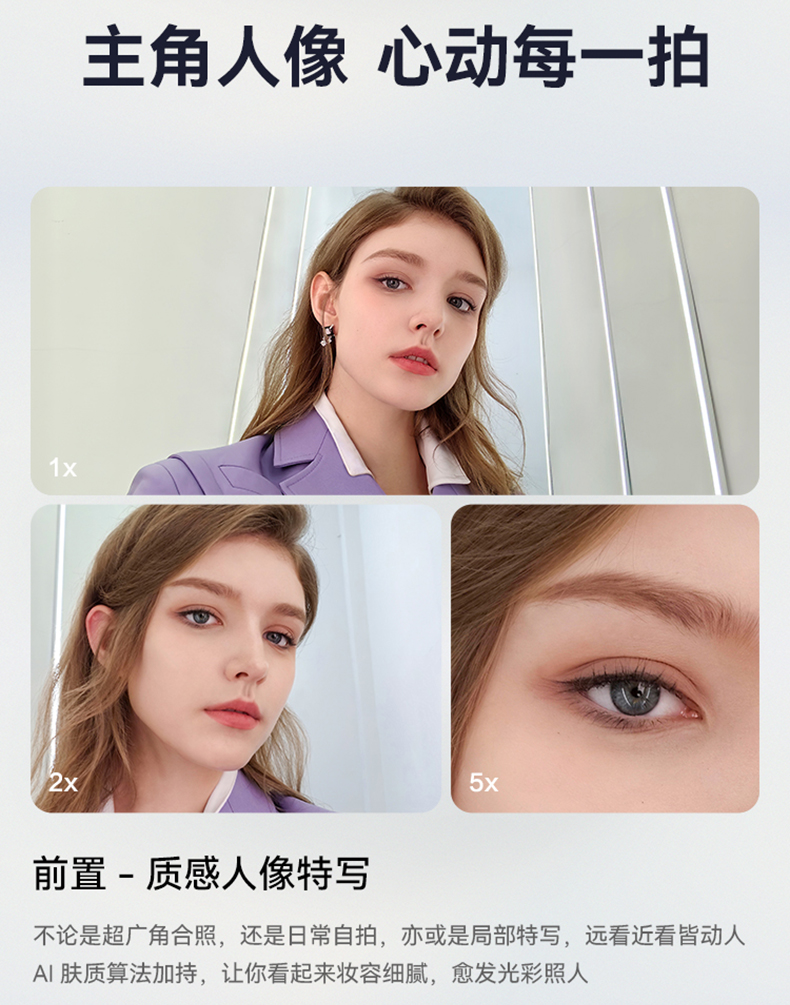 主角人像 心动每一拍
1x
2x
5x
前置 – 质感人像特写
不论是超广角合照，还是日常自拍，亦或是局部特写，远看近看皆动人
AI 肤质算法加持，让你看起来妆容细腻，愈发光彩照人